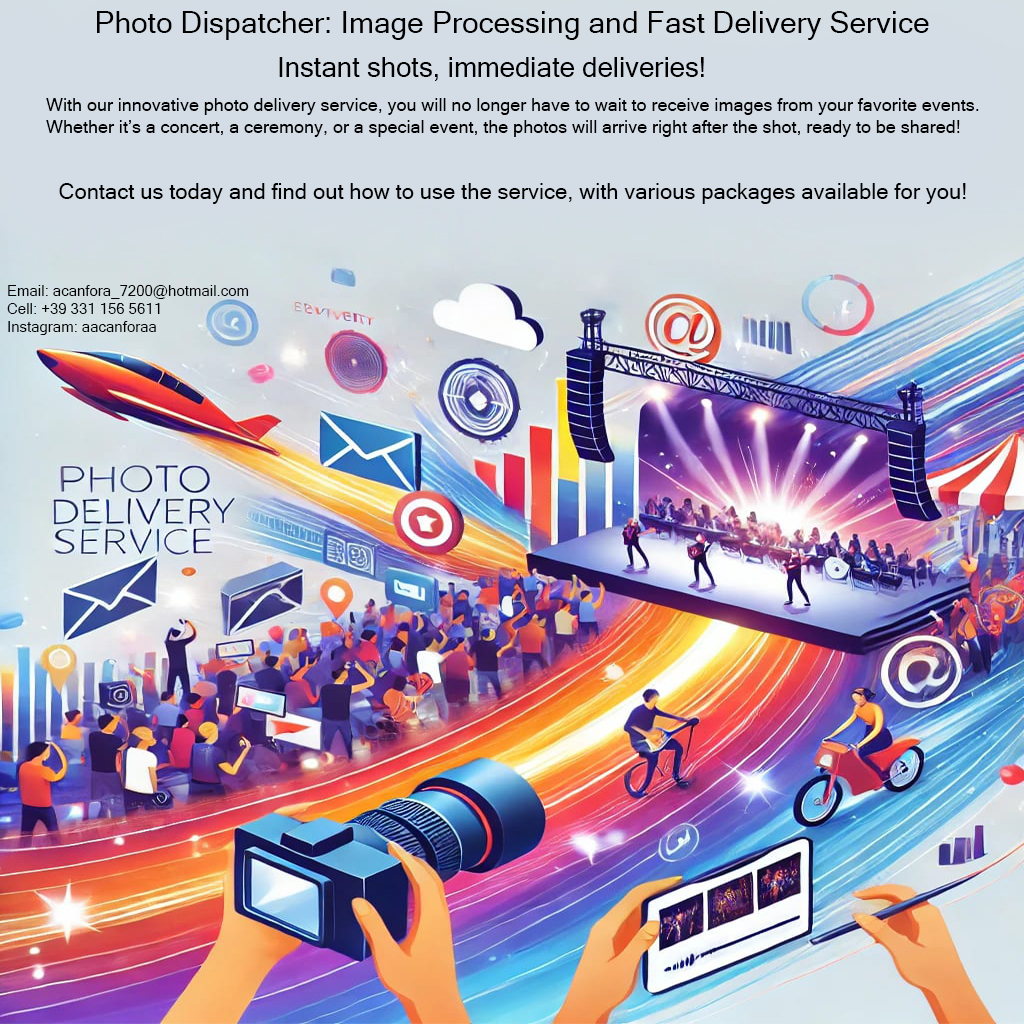 Photo Dispatcher: Image Processing and Fast Delivery Service
Instant shots, immediate deliveries!
With our innovative photo delivery service, you will no longer have to wait to receive images from your favorite events.
Whether it’s a concert, a ceremony, or a special event, the photos will arrive right after the shot, ready to be shared!
Contact us today and find out how to use the service, with various packages available for you!
Email: acanfora_7200@hotmail.com
Cell: +39 331 156 5611
Instagram: aacanforaa
@
PHOTO
DELIVERY
SERVICE
@